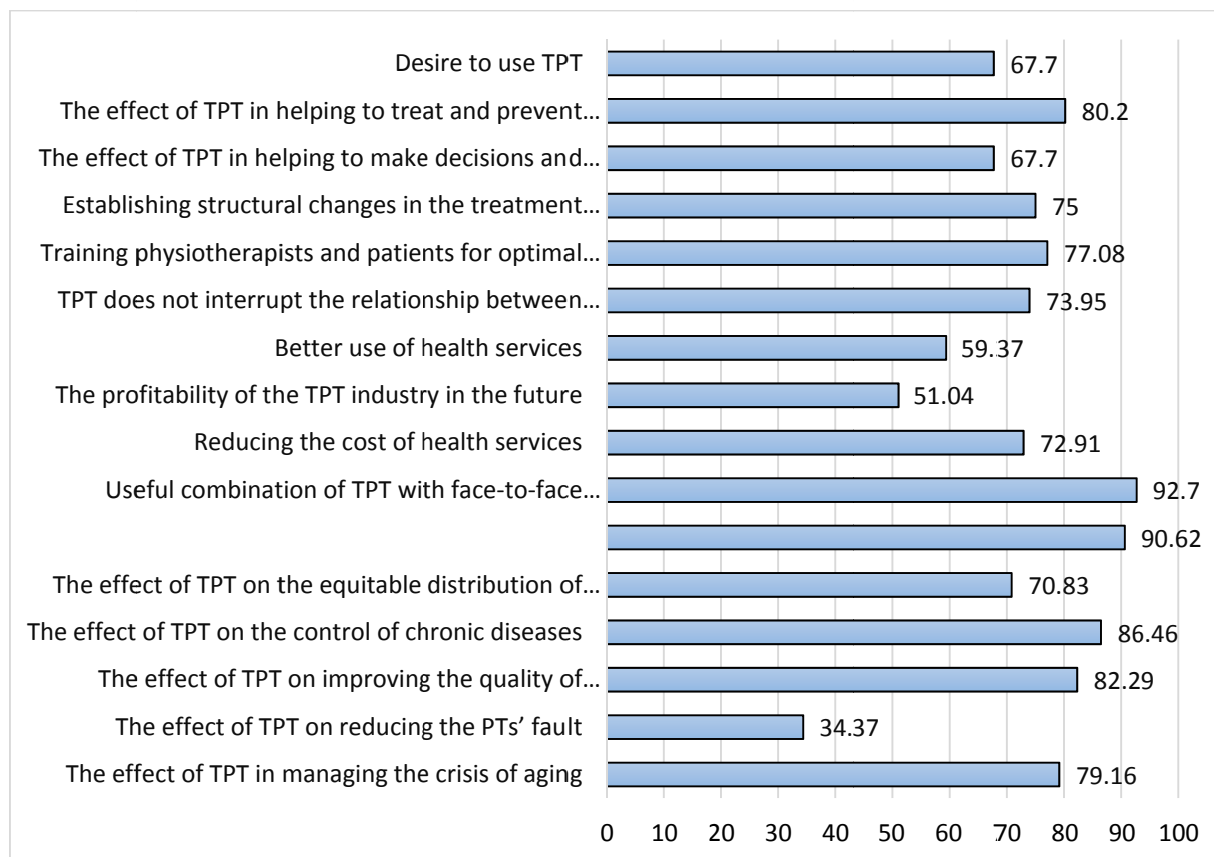 Desire to use TPT 67.7
The effect of TPT in helping to treat and prevent... 80.2
The effect of TPT in helping to make decisions and... 67.7
Establishing structural changes in the treatment... 75
Training physiotherapists and patients for optimal... 77.08
TPT does not interrupt the relationship between... 73.95
Better use of health services 59.37
The profitability of the TPT industry in the future 51.04
Reducing the cost of health services 72.91
Useful combination of TPT with face-to-face... 92.7
90.62
The effect of TPT on the equitable distribution of... 70.83
The effect of TPT on the control of chronic diseases 86.46
The effect of TPT on improving the quality of... 82.29
The effect of TPT on reducing the PTs’ fault 34.37
The effect of TPT in managing the crisis of aging 79.16
0 10 20 30 40 50 60 70 80 90 100